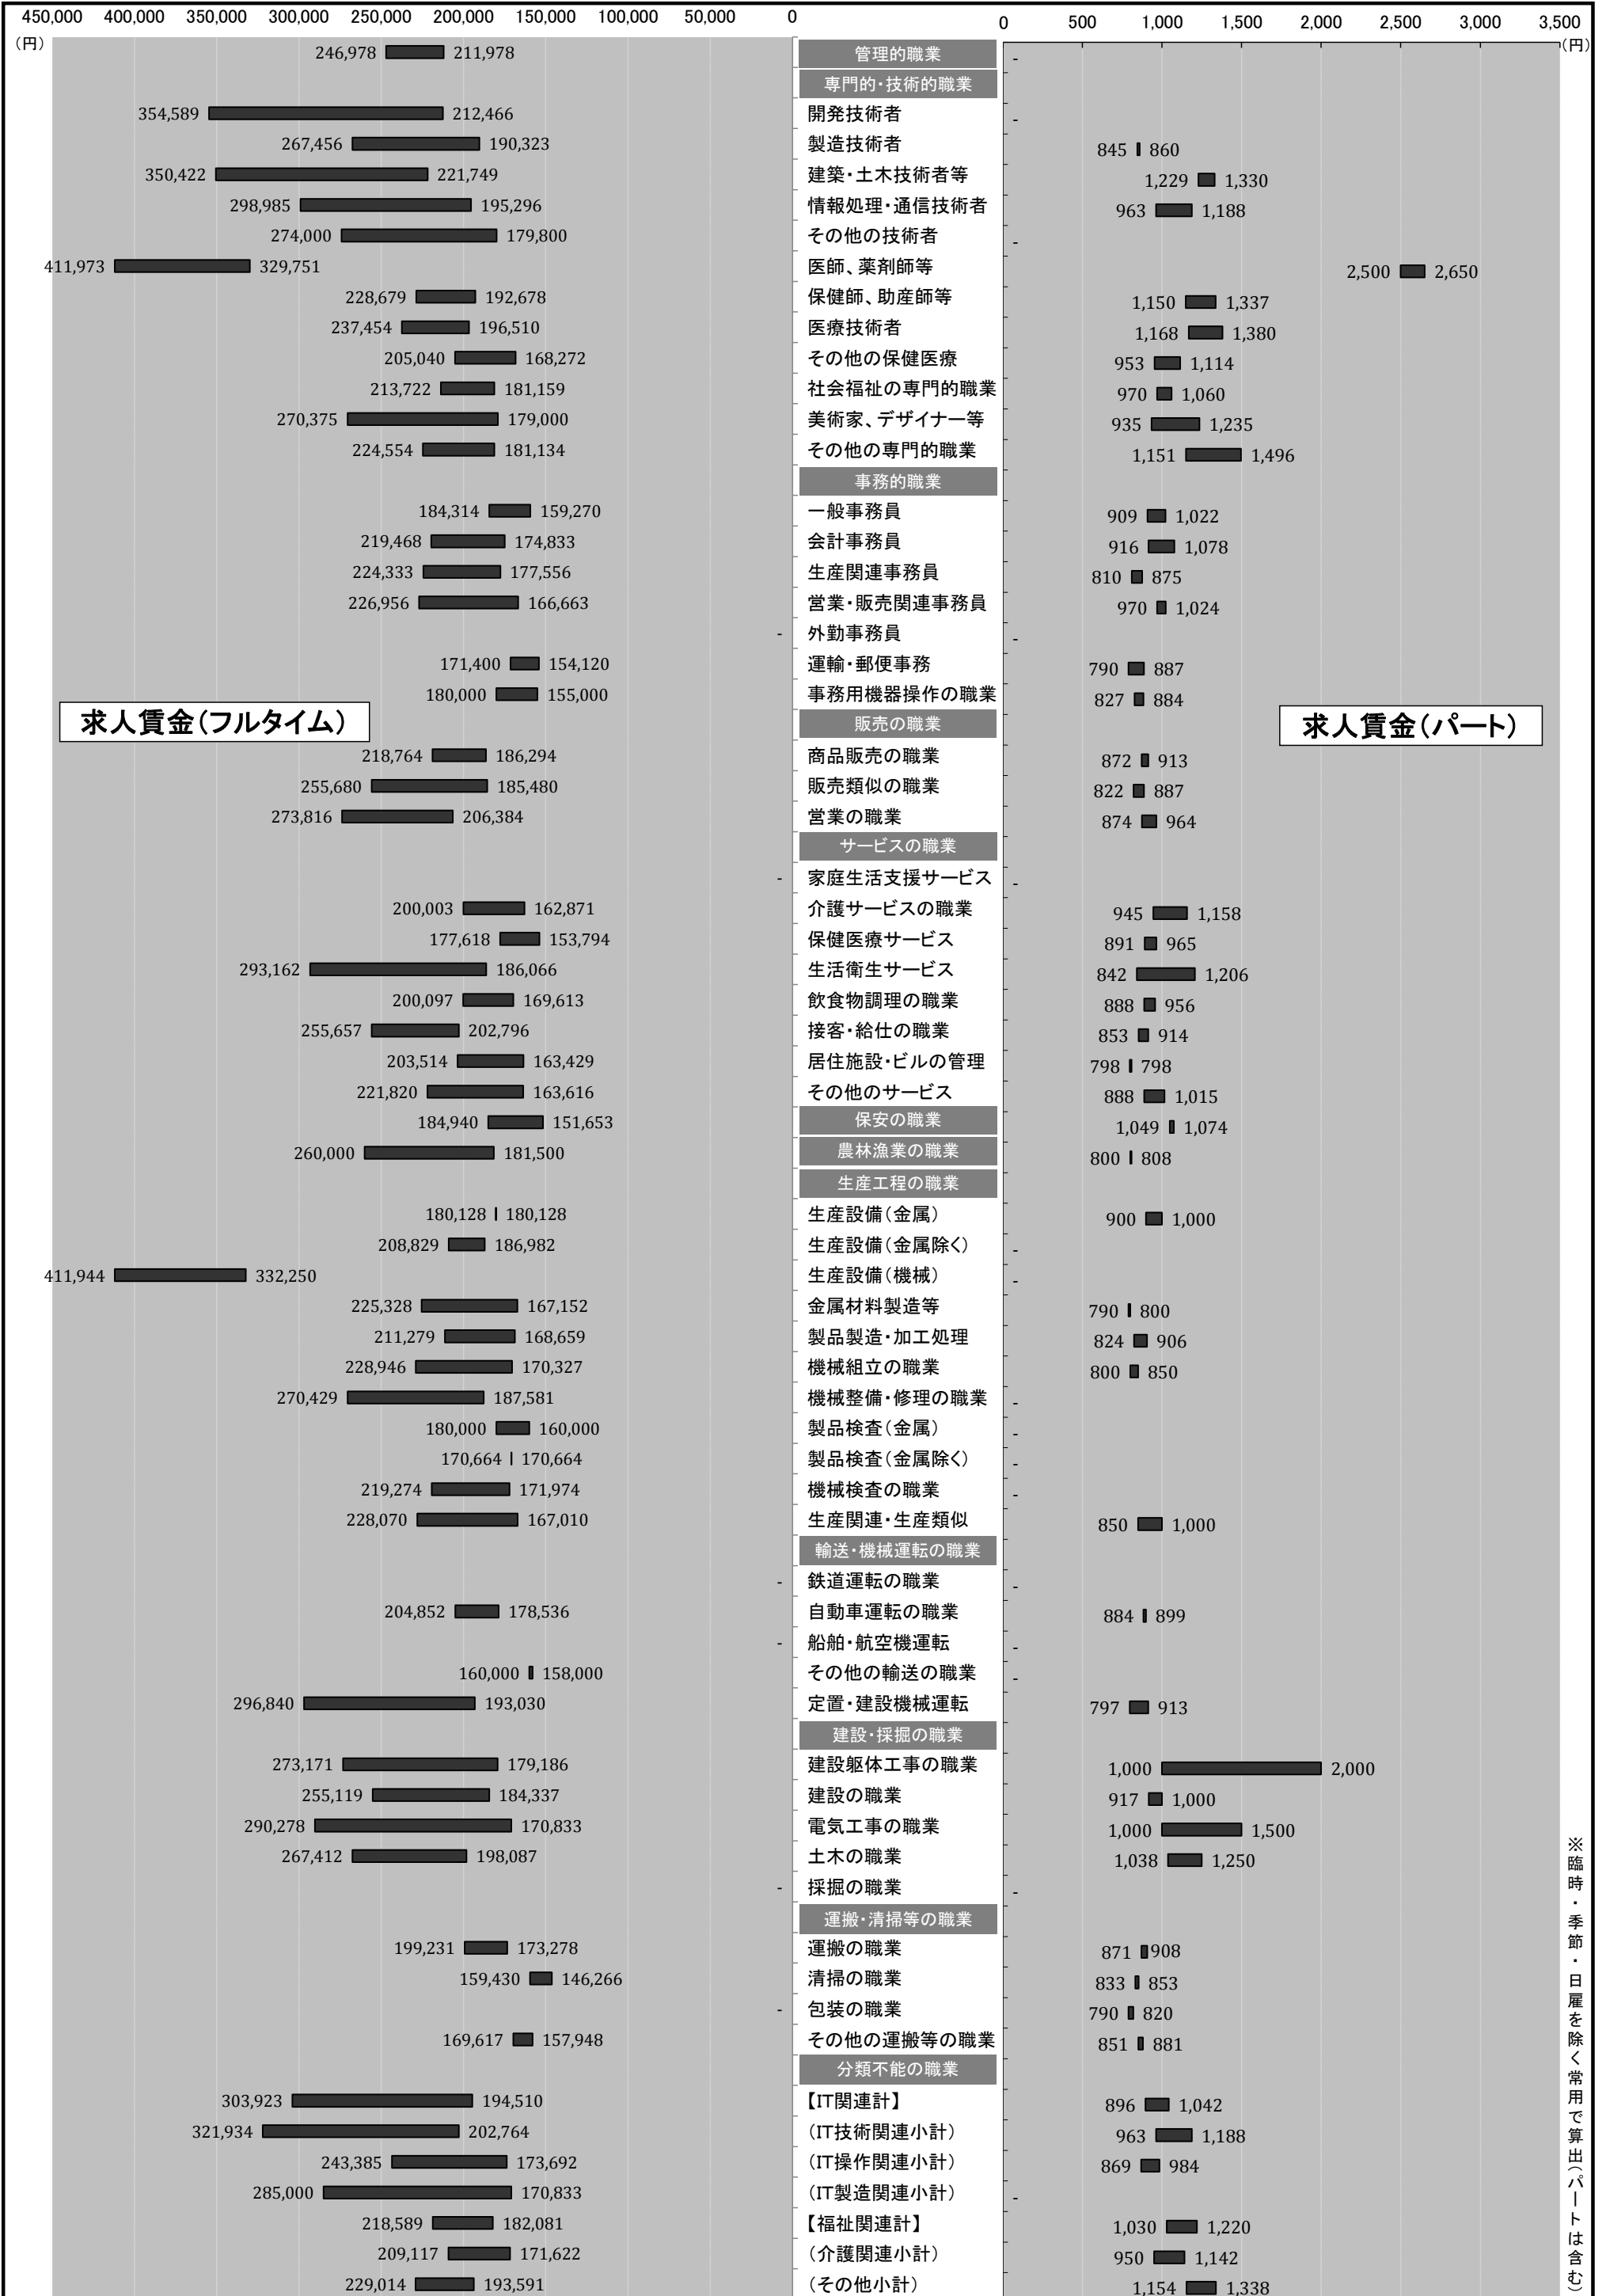 450,000 400,000 350,000 300,000 250,000 200,000 150,000 100,000 50,000 0 0 500 1,000 1,500 2,000 2,500 3,000 3,500
（円） （円）
246,978 211,978 管理的職業 -
専門的・技術的職業
354,589 212,466 開発技術者 -
267,456 190,323 製造技術者 845 860
350,422 221,749 建築・土木技術者等 1,229 1,330
298,985 195,296 情報処理・通信技術者 963 1,188
274,000 179,800 その他の技術者 -
411,973 329,751 医師、薬剤師等 2,500 2,650
228,679 192,678 保健師、助産師等 1,150 1,337
237,454 196,510 医療技術者 1,168 1,380
205,040 168,272 その他の保健医療 953 1,114
213,722 181,159 社会福祉の専門的職業 970 1,060
270,375 179,000 美術家、デザイナー等 935 1,235
224,554 181,134 その他の専門的職業 1,151 1,496
事務的職業
184,314 159,270 一般事務員 909 1,022
219,468 174,833 会計事務員 916 1,078
224,333 177,556 生産関連事務員 810 875
226,956 166,663 営業・販売関連事務員 970 1,024
- 外勤事務員 -
171,400 154,120 運輸・郵便事務 790 887
180,000 155,000 事務用機器操作の職業 827 884
求人賃金（フルタイム） 販売の職業 求人賃金（パート）
218,764 186,294 商品販売の職業 872 913
255,680 185,480 販売類似の職業 822 887
273,816 206,384 営業の職業 874 964
サービスの職業
- 家庭生活支援サービス -
200,003 162,871 介護サービスの職業 945 1,158
177,618 153,794 保健医療サービス 891 965
293,162 186,066 生活衛生サービス 842 1,206
200,097 169,613 飲食物調理の職業 888 956
255,657 202,796 接客・給仕の職業 853 914
203,514 163,429 居住施設・ビルの管理 798 798
221,820 163,616 その他のサービス 888 1,015
184,940 151,653 保安の職業 1,049 1,074
260,000 181,500 農林漁業の職業 800 808
生産工程の職業
180,128 180,128 生産設備（金属） 900 1,000
208,829 186,982 生産設備（金属除く） -
411,944 332,250 生産設備（機械） -
225,328 167,152 金属材料製造等 790 800
211,279 168,659 製品製造・加工処理 824 906
228,946 170,327 機械組立の職業 800 850
270,429 187,581 機械整備・修理の職業 -
180,000 160,000 製品検査（金属） -
170,664 170,664 製品検査（金属除く） -
219,274 171,974 機械検査の職業 -
228,070 167,010 生産関連・生産類似 850 1,000
輸送・機械運転の職業
- 鉄道運転の職業 -
204,852 178,536 自動車運転の職業 884 899
- 船舶・航空機運転 -
160,000 158,000 その他の輸送の職業 -
296,840 193,030 定置・建設機械運転 797 913
建設・採掘の職業
273,171 179,186 建設躯体工事の職業 1,000 2,000
255,119 184,337 建設の職業 917 1,000
290,278 170,833 電気工事の職業 1,000 1,500
267,412 198,087 土木の職業 1,038 1,250
- 採掘の職業 -
運搬・清掃等の職業
199,231 173,278 運搬の職業 871 908
159,430 146,266 清掃の職業 833 853
- 包装の職業 790 820
169,617 157,948 その他の運搬等の職業 851 881
分類不能の職業
303,923 194,510 【IT関連計】 896 1,042
321,934 202,764 （IT技術関連小計） 963 1,188
243,385 173,692 （IT操作関連小計） 869 984
285,000 170,833 （IT製造関連小計） -
218,589 182,081 【福祉関連計】 1,030 1,220
209,117 171,622 （介護関連小計） 950 1,142
229,014 193,591 （その他小計） 1,154 1,338
※臨時・季節・日雇を除く常用で算出（パートは含む）